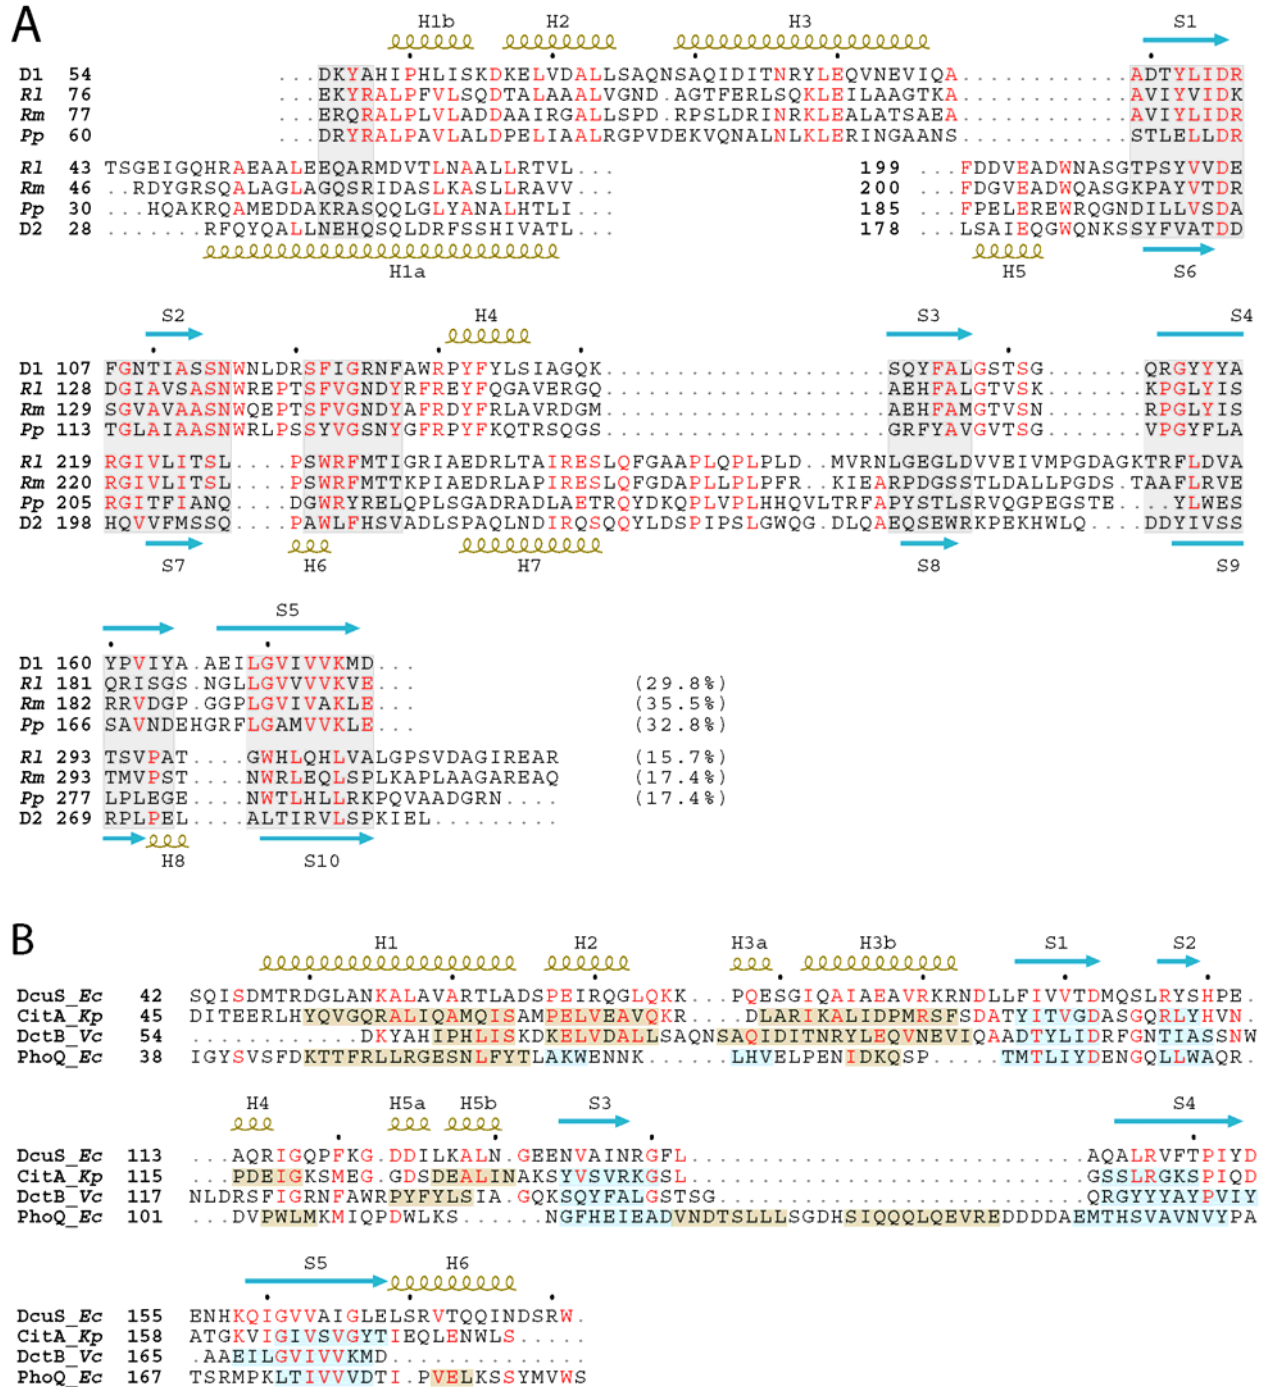 A
H1b H2 H3 S1
D1 54 ...DKYAHIPHLISKDKELVDALLSAQNSAQIDITNRYLEQVNEVIQA............ADTYLIDR
Rl 76 ...EKYRALPFVLSQDTALAAALVGND.AGTFERLSQKLEILAAGTKA............AVIYVIDK
Rm 77 ...ERQRALPLVLADDAAIRGALLSPD.RPSLDRINRKLEALATSAEA............AVIYLIDR
Pp 60 ...DRYRALPAVLALDPELIAALRGPVDEKVQNALNLKLERINGAANS............STLELLDR
Rl 43 TSGEIGQHRAEAALEEQARMDVTLNAALLRTVL... 199 ...FDDVEADWNASGTPSYVVDE
Rm 46 ..RDYGRSQALAGLAGQSRIDASLKASLLRAVV... 200 ...FDGVEADWQASGKPAYVTDR
Pp 30 ...HQAKRQAMEDDAKRASQQLGLYANALHTLI... 185 ...FPELEREWRQGNDILLVSDA
D2 28 .......RFQYQALLNEHQSQLDRFSSHIVATL... 178 ...LSAIEQGWQNKSSYFVATDD
H1a H5 S6
S2 H4 S3 S4
D1 107 FGNTIASSNWNLDRSFIGRNFAWRPYFYLSIAGQK....................SQYFALGSTSG.......QRGYYYA
Rl 128 DGIAVSASNWREPTSFVGNDYRFREYFQGAVERGQ....................AEHFALGTVSK.......KPGLYIS
Rm 129 SGVAVAASNWQEPTSFVGNDYAFRDYFRLAVRDGM....................AEHFAMGTVSN.......RPGLYIS
Pp 113 TGLAIAASNWRLPSSYVGSNYGFRPYFKQTRSQGS....................GRFYAVGVTSG.......VPGYFLA
Rl 219 RGIVLITSL....PSWRFMTIGRIAEDRLTAIRESLQFGAAPLQPLPLD..MVRNLGEGLDVVEIVMPGDAGKTRFLDVA
Rm 220 RGIVLITSL....PSWRFMTTKPIAEDRLAPIRESLQFGDAPLLPLPFR..KIEARPDGSSTLDALLPGDS.TAAFLRVE
Pp 205 RGITFIANQ....DGWRYRELQPLSGADRADLAETRQYDKQPLVPLHHQVLTRFAPYSTLSRVQGPEGSTE....YLWES
D2 198 HQVVFMSSQ....PAWLFHSVADLSPAQLNDIRQSQQYLDSPIPSLGWQG.DLQAEQSEWRKPEKHWLQ....DDYIVSS
S7 H6 H7 S8 S9
S5
D1 160 YPVIYA.AEILGVIVVKMD...
Rl 181 QRISGS.NGLLGVVVVKVE... (29.8%)
Rm 182 RRVDGP.GGPLGVIVAKLE... (35.5%)
Pp 166 SAVNDEHGRFLGAMVVKLE... (32.8%)
Rl 293 TSVPAT....GWHLQHLVALGPSVDAGIREAR (15.7%)
Rm 293 TMVPST....NWRLEQLSPLKAPLAAGAREAQ (17.4%)
Pp 277 LPLEGE....NWTLHLLRKPQVAADGRN.... (17.4%)
D2 269 RPLPEL....ALTIRVLSPKIEL.........
H8 S10
B
H1 H2 H3a H3b S1 S2
DcuS_Ec 42 SQISDMTRDGLANKALAVARTLADSPEIRQGLQKK...PQESGIQAIAEAVRKRNDLLFIVVTDMQSLRYSHPE.
CitA_Kp 45 DITEERLHYQVGQRALIQAMQISAMPELVEAVQKR.....DLARIKALIDPMRSFSDATYITVGDASGQRLYHVN.
DctB_Vc 54 ............DKYAHIPHLISKDKELVDALLSAQNSAQIDITNRYLEQVNEVIQAADTYLIDRFGNTIASSNW
PhoQ_Ec 38 IGYSVSFDKTTFRLLRGESNLFYTLAKWENNK......LHVELPENIDKQSP.....TMTLIYDENGQLLWAQR.
H4 H5a H5b S3 S4
DcuS_Ec 113 ...AQRIGQPFKG.DDILKALN.GEENVAINRGFL............................AQALRVFTPIYD
CitA_Kp 115 ...PDEIGKSMEG.GDSDEALINAKSYVSVRKGSL............................GSSLRGKSPIQD
DctB_Vc 117 NLDRSFIGRNFAWRPYFYLSIA.GQKSQYFALGSTSG..........................QRGYYYAYPVIY
PhoQ_Ec 101 ...DVPWLMKMIQPDWLKS......NGFHEIEADVNDTSLLLSGDHSIQQQLQEVREDDDDAEMTHSVAVNVYPA
S5 H6
DcuS_Ec 155 ENHKQIGVVAIGLELSRVTQQINDSRW.
CitA_Kp 158 ATGKVIGIVSVGYTIEQLENWLS.....
DctB_Vc 165 .AAEILGVIVVKMD..............
PhoQ_Ec 167 TSRMPKLTIVVVDTI.PVELKSSYMVWS